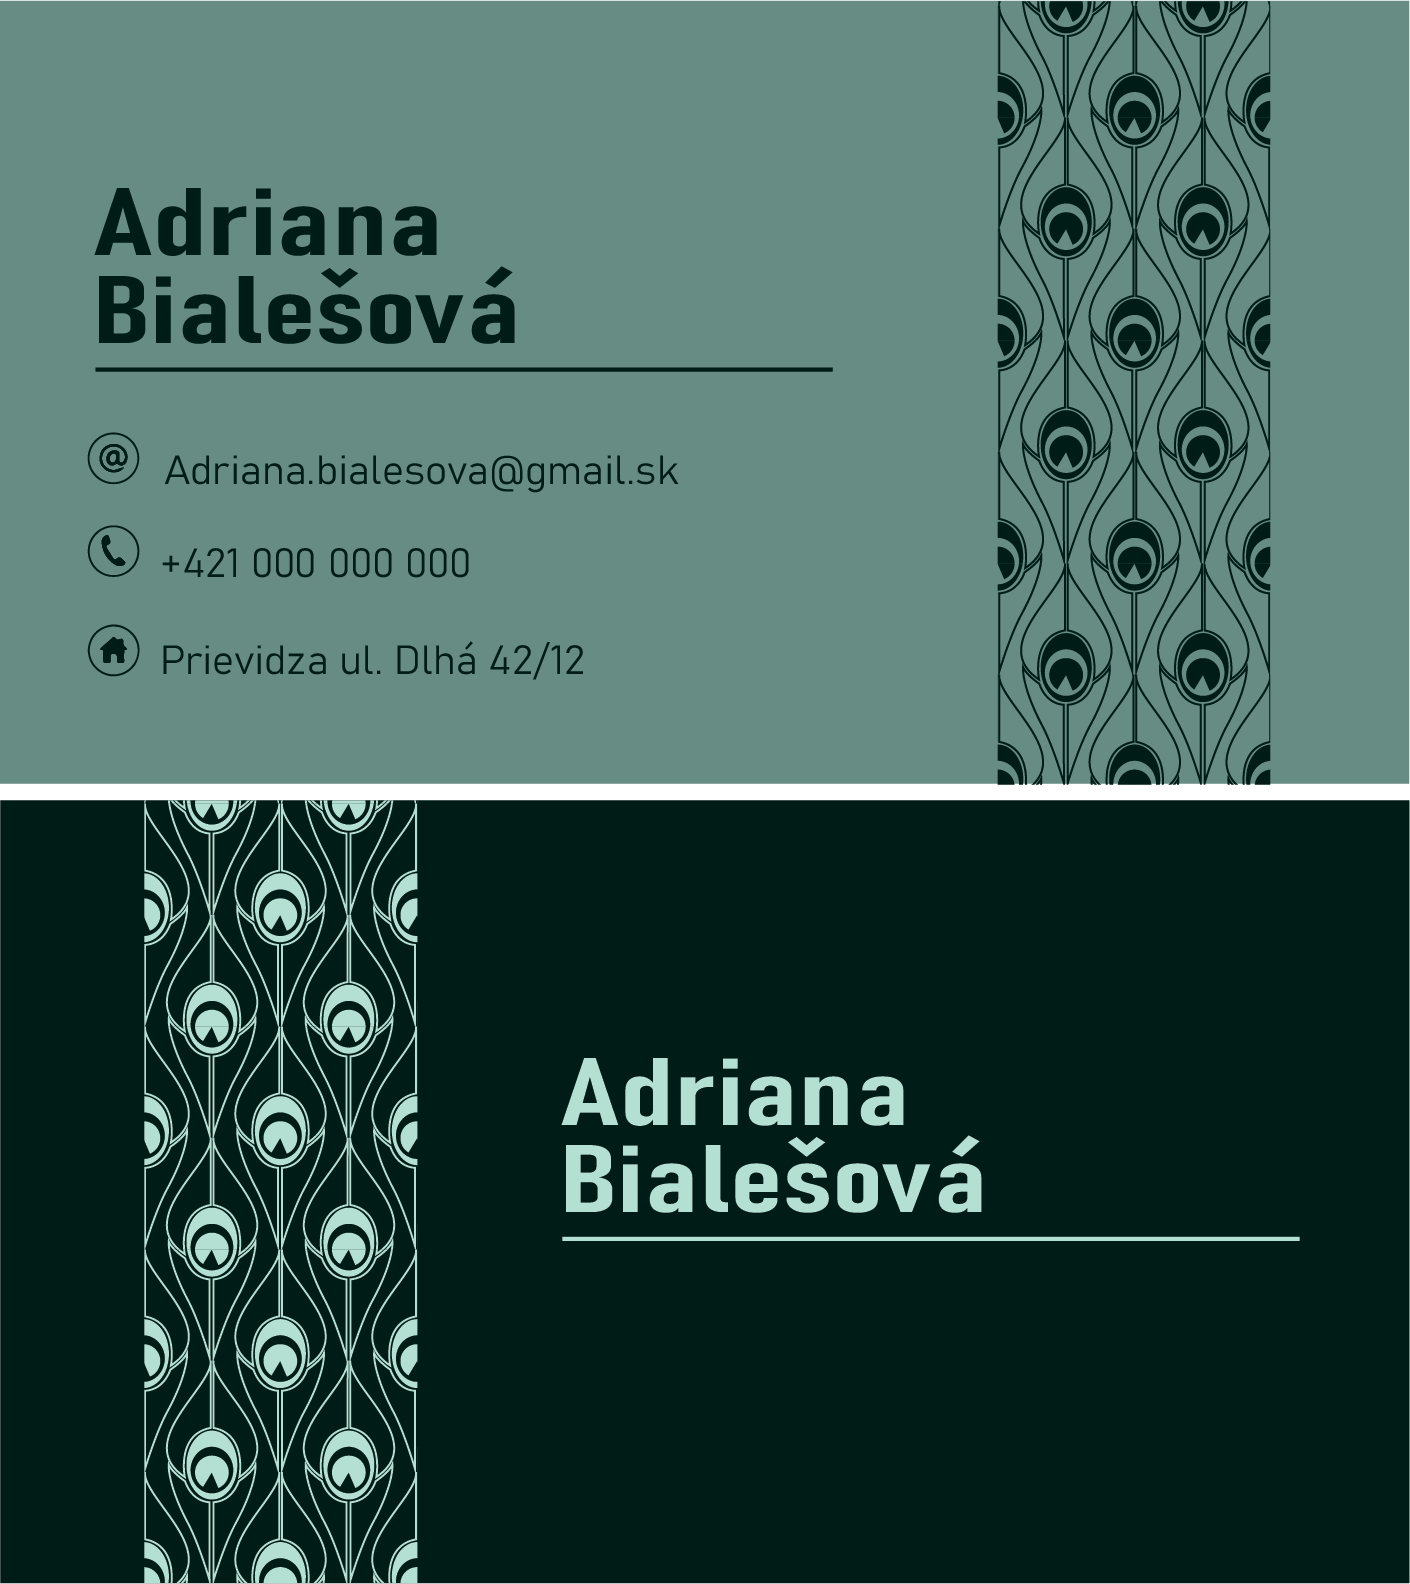 Adriana
Bialešová
@ Adriana.bialesova@gmail.sk
+421 000 000 000
Prievidza ul. Dlhá 42/12
Adriana
Bialešová